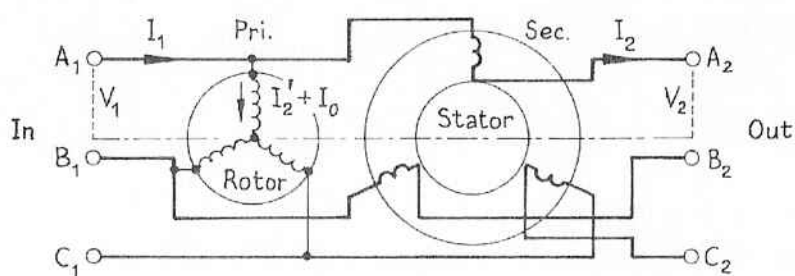 I₁ Pri. Sec. I₂
A₁ A₂
V₁ I₂' + I₀ V₂
In Stator Out
B₁ B₂
Rotor
C₁ C₂